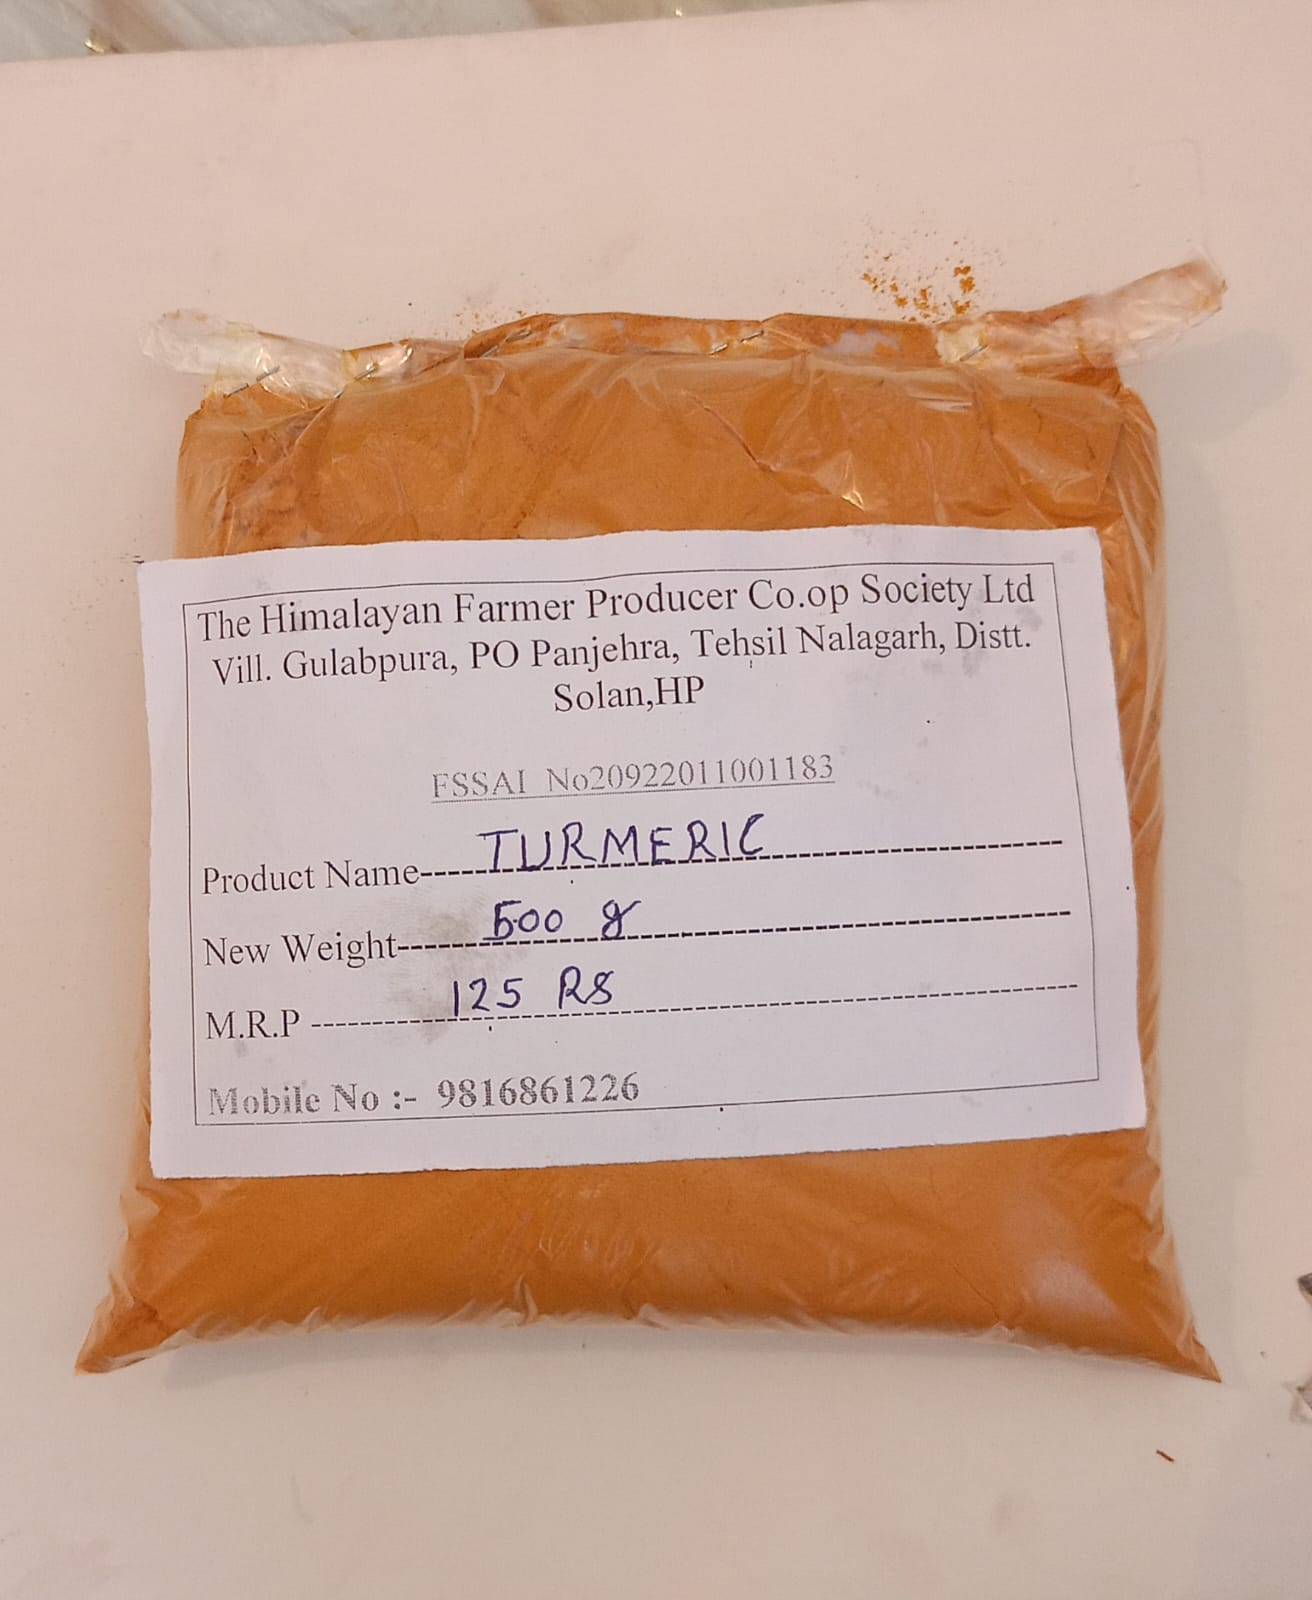 The Himalayan Farmer Producer Co.op Society Ltd
Vill. Gulabpura, PO Panjehra, Tehsil Nalagarh, Distt.
Solan,HP
FSSAI No20922011001183
Product Name-----TURMERIC-----
New Weight-----500 g-----
M.R.P -----125 Rs-----
Mobile No :- 9816861226